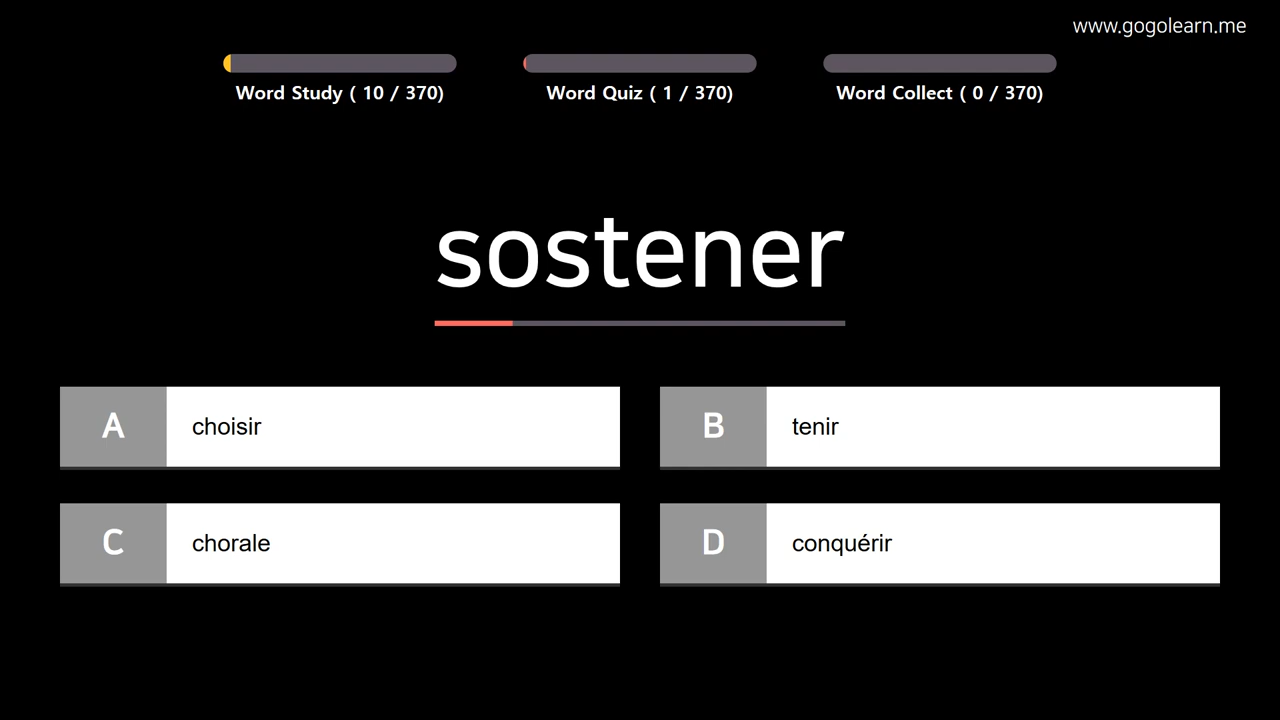 www.gogolearn.me
Word Study ( 10 / 370)
Word Quiz ( 1 / 370)
Word Collect ( 0 / 370)
sostener
A choisir
B tenir
C chorale
D conquérir